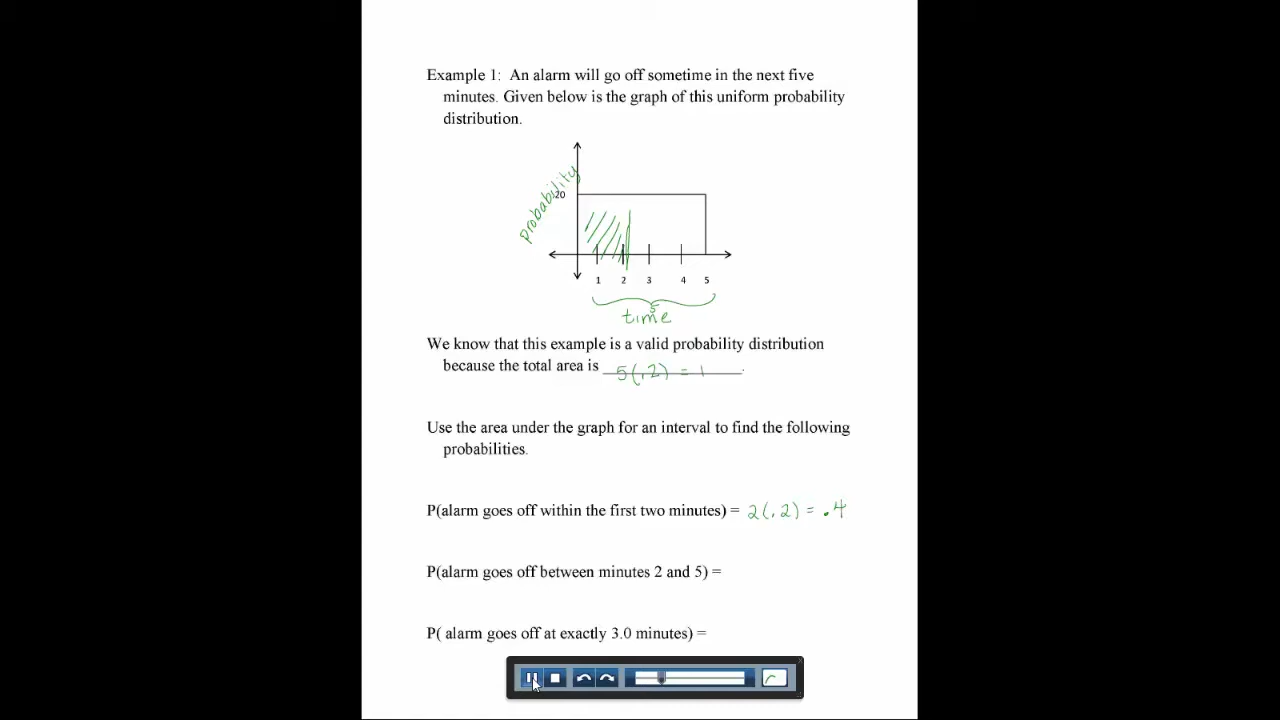 Example 1: An alarm will go off sometime in the next five
minutes. Given below is the graph of this uniform probability
distribution.
probability
.20
1 2 3 4 5
5
time
We know that this example is a valid probability distribution
because the total area is 5(.2) = 1.
Use the area under the graph for an interval to find the following
probabilities.
P(alarm goes off within the first two minutes) = 2(.2) = .4
P(alarm goes off between minutes 2 and 5) =
P( alarm goes off at exactly 3.0 minutes) =